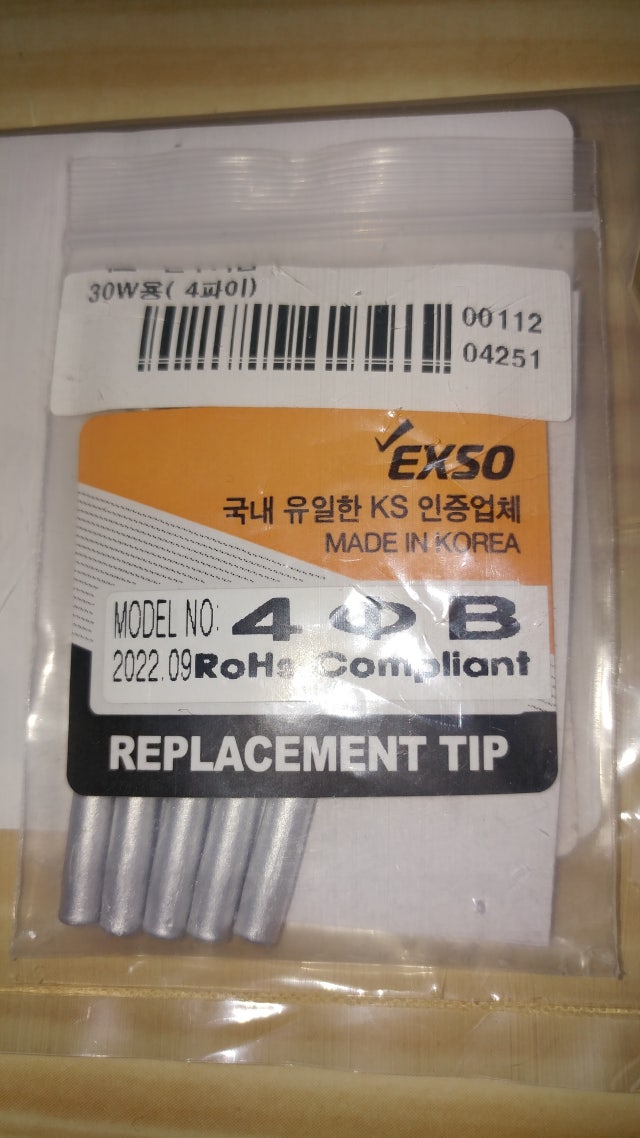 30W용( 4파이)
00112
04251
EXSO
국내 유일한 KS 인증업체
MADE IN KOREA
MODEL NO: 4 Φ B
2022.09 RoHs Compliant
REPLACEMENT TIP